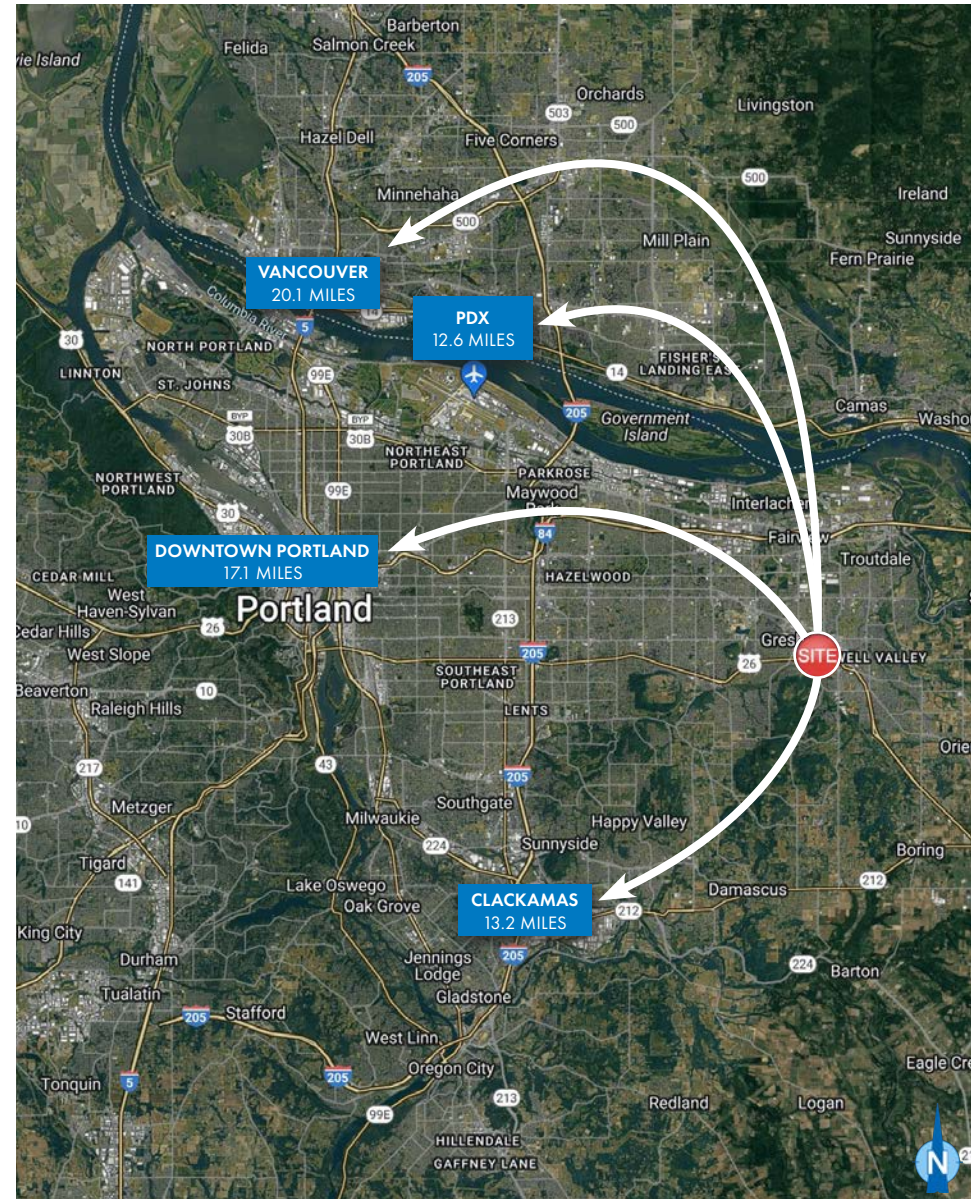 Barberton
Felida
Salmon Creek
vie Island
205
Orchards
Livingston
503
500
Hazel Dell
Five Corners
500
Minnehaha
Ireland
500
Mill Plain
Sunnyside
Fern Prairie
VANCOUVER
20.1 MILES
Columbia River
14
PDX
12.6 MILES
5
30
NORTH PORTLAND
LINNTON
FISHER'S
LANDING EAST
14
99E
ST. JOHNS
205
Camas
Washo
BYP
30B
BYP
30B
Government
Island
NORTHEAST
PORTLAND
NORTHWEST
PORTLAND
PARKROSE
99E
Maywood
Park
Interlachen
30
84
Fairview
DOWNTOWN PORTLAND
17.1 MILES
Troutdale
CEDAR MILL
HAZELWOOD
West
Haven-Sylvan
Portland
213
Cedar Hills
26
Gresh
SITE
WELL VALLEY
West Slope
205
26
SOUTHEAST
PORTLAND
Beaverton
10
Raleigh Hills
LENTS
Orie
43
217
205
Metzger
Southgate
10
Milwaukie
Happy Valley
224
Sunnyside
Boring
Tigard
141
Lake Oswego
Oak Grove
CLACKAMAS
13.2 MILES
Damascus
212
212
King City
Durham
Jennings
Lodge
205
224
Barton
Tualatin
Gladstone
205
Stafford
West Linn
Oregon City
Eagle Cre
Tonquin
5
205
213
Redland
Logan
99E
HILLENDALE
GAFFNEY LANE
N
21